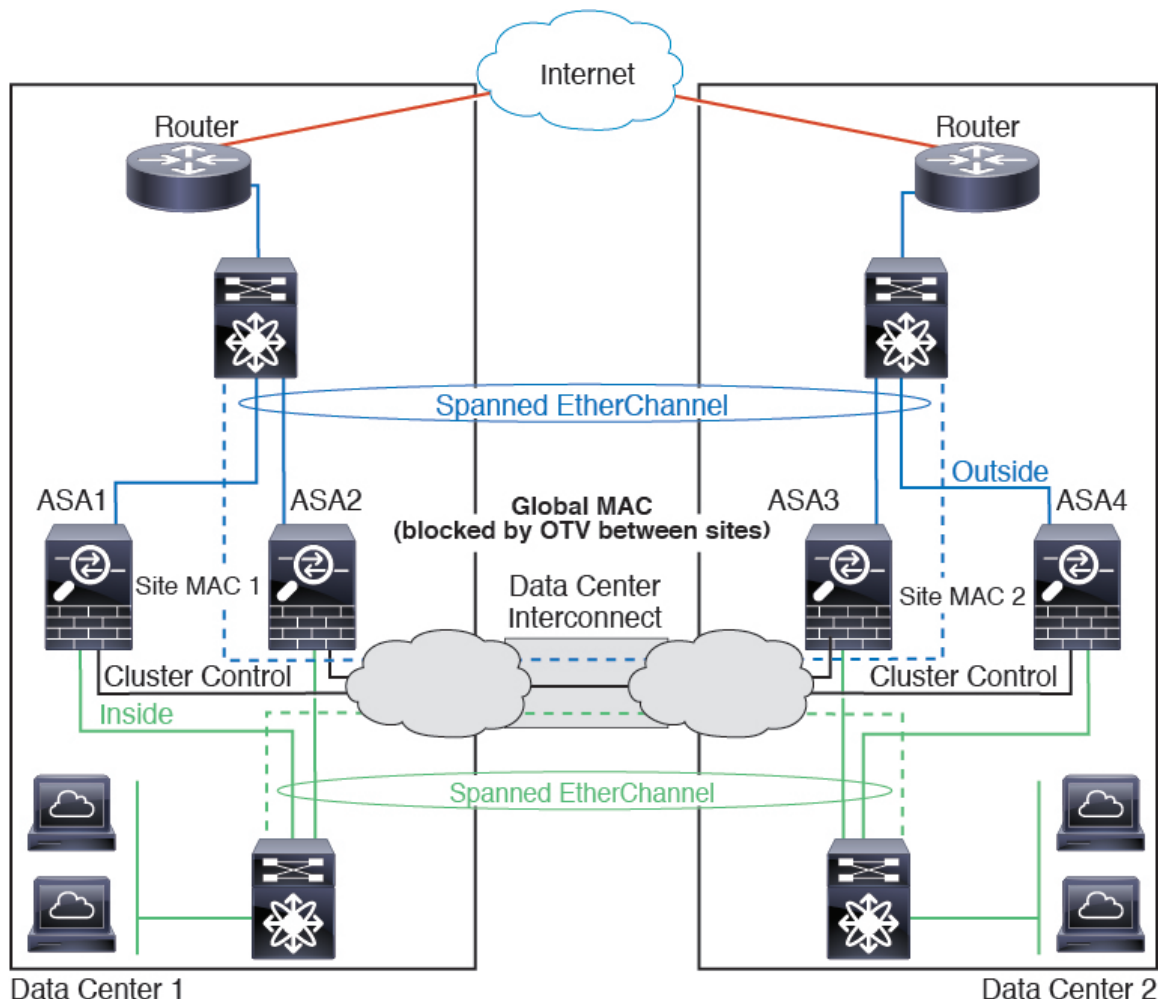 Internet
Router
Router
Spanned EtherChannel
Outside
ASA1
ASA2
Global MAC
(blocked by OTV between sites)
ASA3
ASA4
Site MAC 1
Data Center
Interconnect
Site MAC 2
Cluster Control
Cluster Control
Inside
Spanned EtherChannel
Data Center 1
Data Center 2